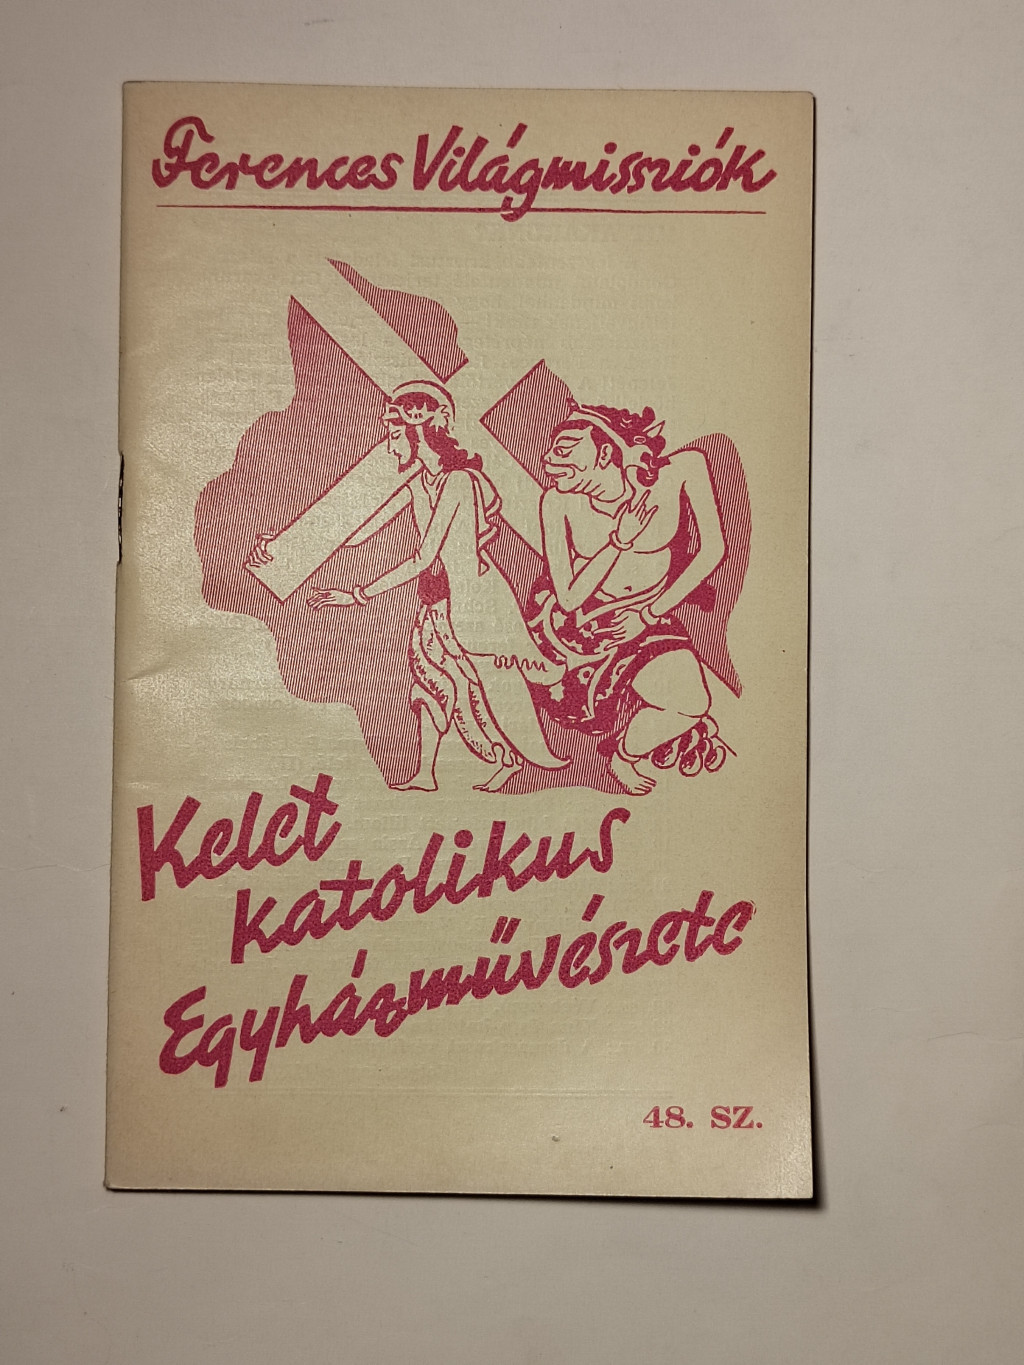 Ferences Világmissziók
Kelet
katolikus
Egyházművészete
48. SZ.